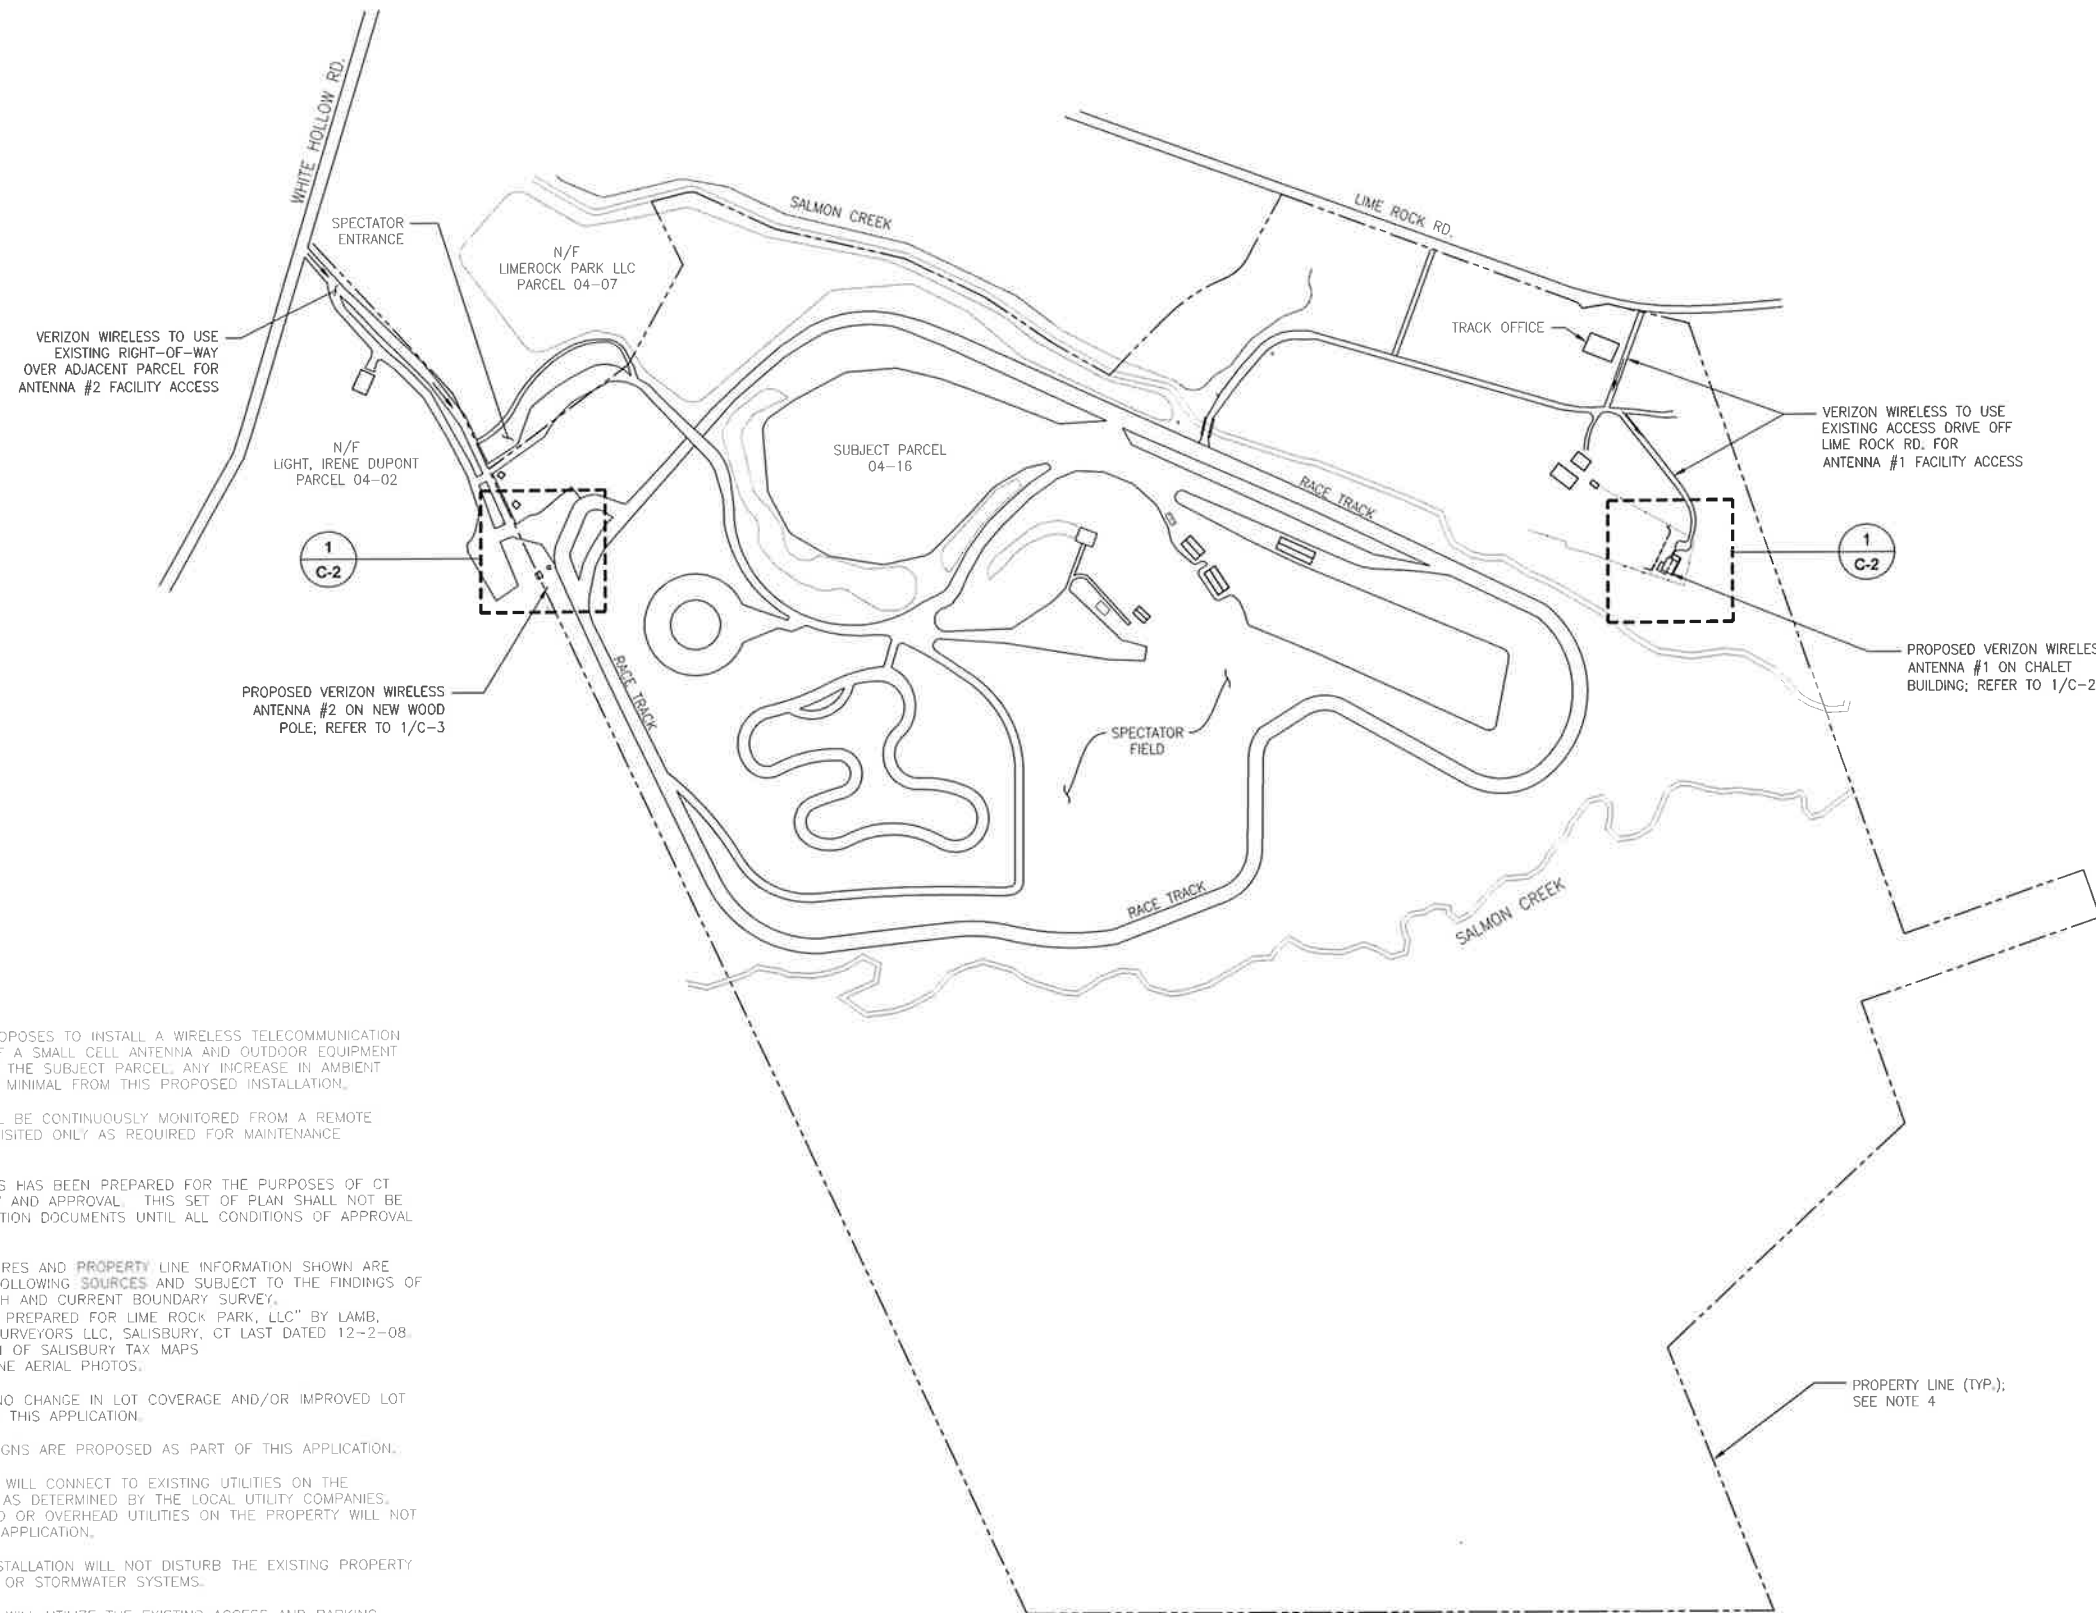 WHITE HOLLOW RD.
SPECTATOR
ENTRANCE
N/F
LIMEROCK PARK LLC
PARCEL 04-07
SALMON CREEK
LIME ROCK RD.
TRACK OFFICE
VERIZON WIRELESS TO USE
EXISTING RIGHT-OF-WAY
OVER ADJACENT PARCEL FOR
ANTENNA #2 FACILITY ACCESS
N/F
LIGHT, IRENE DUPONT
PARCEL 04-02
SUBJECT PARCEL
04-16
RACE TRACK
VERIZON WIRELESS TO USE
EXISTING ACCESS DRIVE OFF
LIME ROCK RD. FOR
ANTENNA #1 FACILITY ACCESS
1
C-2
1
C-2
PROPOSED VERIZON WIRELESS
ANTENNA #2 ON NEW WOOD
POLE; REFER TO 1/C-3
RACE TRACK
SPECTATOR
FIELD
PROPOSED VERIZON WIRELES
ANTENNA #1 ON CHALET
BUILDING; REFER TO 1/C-2
RACE TRACK
SALMON CREEK
OPOSES TO INSTALL A WIRELESS TELECOMMUNICATION
F A SMALL CELL ANTENNA AND OUTDOOR EQUIPMENT
THE SUBJECT PARCEL. ANY INCREASE IN AMBIENT
MINIMAL FROM THIS PROPOSED INSTALLATION.
L BE CONTINUOUSLY MONITORED FROM A REMOTE
ISITED ONLY AS REQUIRED FOR MAINTENANCE
S HAS BEEN PREPARED FOR THE PURPOSES OF CT
AND APPROVAL. THIS SET OF PLAN SHALL NOT BE
TION DOCUMENTS UNTIL ALL CONDITIONS OF APPROVAL
RES AND PROPERTY LINE INFORMATION SHOWN ARE
OLLOWING SOURCES AND SUBJECT TO THE FINDINGS OF
H AND CURRENT BOUNDARY SURVEY.
PREPARED FOR LIME ROCK PARK, LLC" BY LAMB,
URVEYORS LLC, SALISBURY, CT LAST DATED 12-2-08.
N OF SALISBURY TAX MAPS
NE AERIAL PHOTOS.
NO CHANGE IN LOT COVERAGE AND/OR IMPROVED LOT
THIS APPLICATION.
GNS ARE PROPOSED AS PART OF THIS APPLICATION.
WILL CONNECT TO EXISTING UTILITIES ON THE
AS DETERMINED BY THE LOCAL UTILITY COMPANIES.
D OR OVERHEAD UTILITIES ON THE PROPERTY WILL NOT
APPLICATION.
STALLATION WILL NOT DISTURB THE EXISTING PROPERTY
OR STORMWATER SYSTEMS.
WILL UTILIZE THE EXISTING ACCESS AND PARKING
PROPERTY LINE (TYP.);
SEE NOTE 4